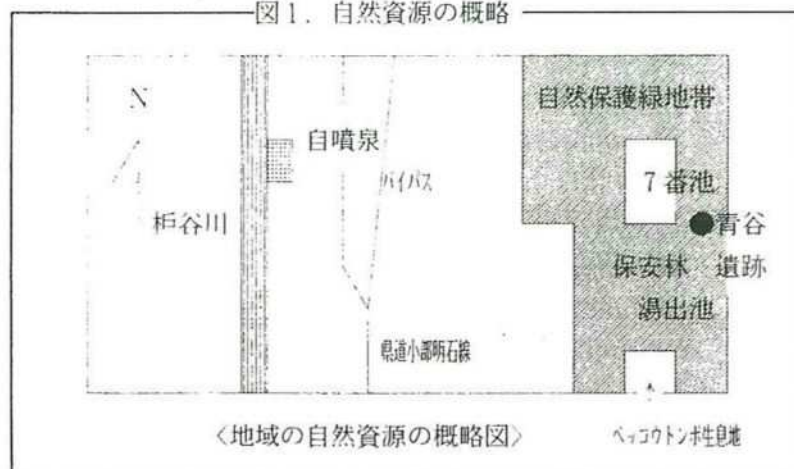 図1. 自然資源の概略
N
自然保護緑地帯
自噴泉
バイパス
7番池
柜谷川
青谷
保安林 遺跡
湯出池
県道小部明石線
〈地域の自然資源の概略図〉
ベッコウトンボ生息地